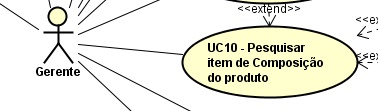 <<extend>>
UC10 - Pesquisar
item de Composição
do produto
Gerente